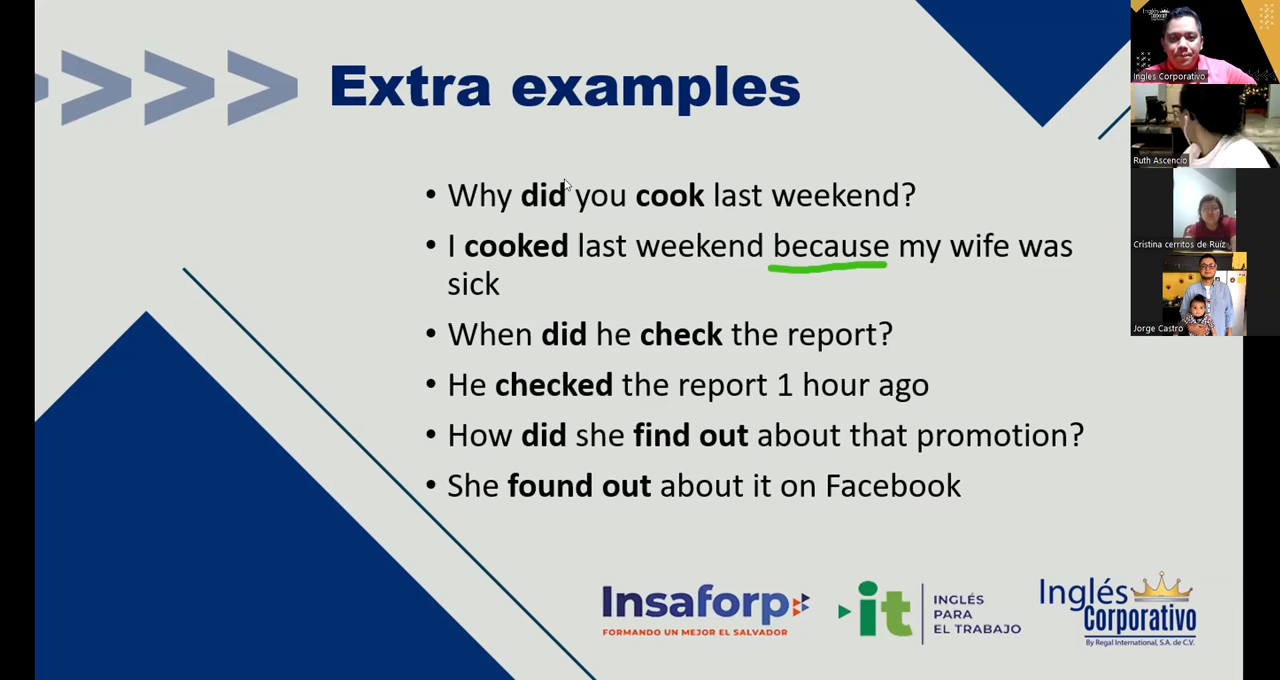 Extra examples
• Why did you cook last weekend?
• I cooked last weekend because my wife was
sick
• When did he check the report?
• He checked the report 1 hour ago
• How did she find out about that promotion?
• She found out about it on Facebook
Insaforp
FORMANDO UN MEJOR EL SALVADOR
it
INGLÉS
PARA
EL TRABAJO
Inglés
Corporativo
By Regal International, S.A. de C.V.
Ingles Corporativo
Ruth Ascencio
Cristina cerritos de Ruíz
Jorge Castro